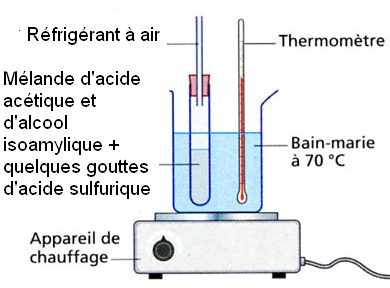 Réfrigérant à air
Thermomètre
Mélande d'acide
acétique et
d'alcool
isoamylique +
quelques gouttes
d'acide sulfurique
Bain-marie
à 70 °C
Appareil de
chauffage